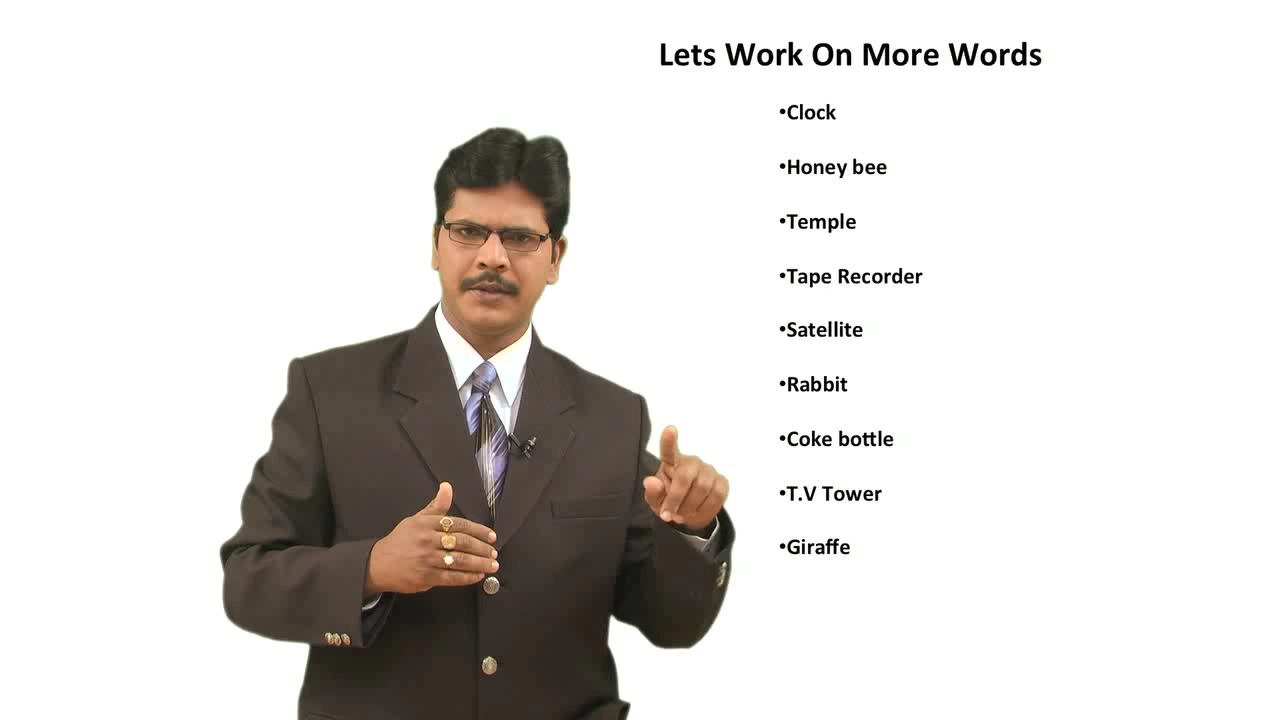 Lets Work On More Words
•Clock
•Honey bee
•Temple
•Tape Recorder
•Satellite
•Rabbit
•Coke bottle
•T.V Tower
•Giraffe